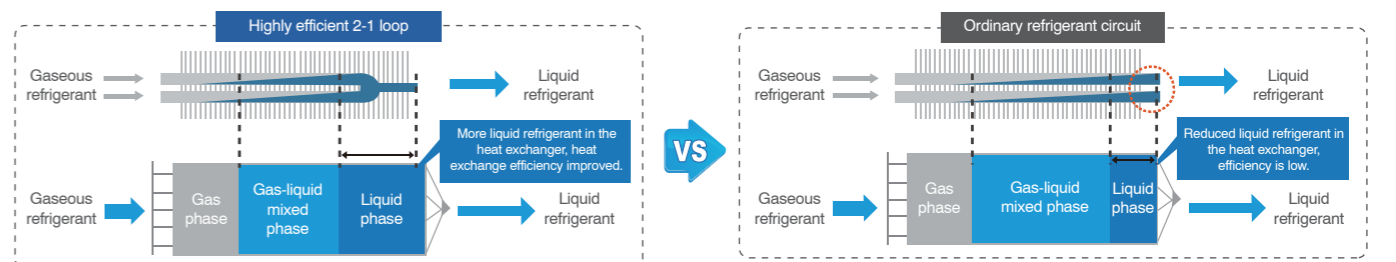 Highly efficient 2-1 loop
Gaseous
refrigerant
Liquid
refrigerant
More liquid refrigerant in the
heat exchanger, heat
exchange efficiency improved.
Gaseous
refrigerant
Gas
phase
Gas-liquid
mixed
phase
Liquid
phase
Liquid
refrigerant
VS
Ordinary refrigerant circuit
Gaseous
refrigerant
Liquid
refrigerant
Reduced liquid refrigerant in
the heat exchanger,
efficiency is low.
Gaseous
refrigerant
Gas
phase
Gas-liquid
mixed phase
Liquid
phase
Liquid
refrigerant